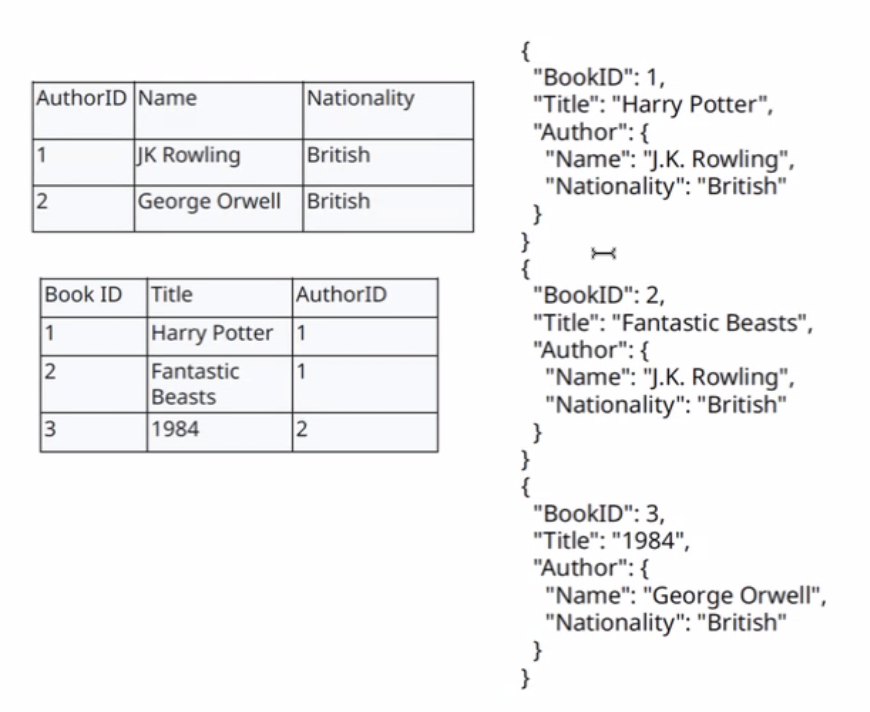 AuthorID Name Nationality
1 JK Rowling British
2 George Orwell British
Book ID Title AuthorID
1 Harry Potter 1
2 Fantastic 1
Beasts
3 1984 2
{
"BookID": 1,
"Title": "Harry Potter",
"Author": {
"Name": "J.K. Rowling",
"Nationality": "British"
}
}
{
"BookID": 2,
"Title": "Fantastic Beasts",
"Author": {
"Name": "J.K. Rowling",
"Nationality": "British"
}
}
{
"BookID": 3,
"Title": "1984",
"Author": {
"Name": "George Orwell",
"Nationality": "British"
}
}